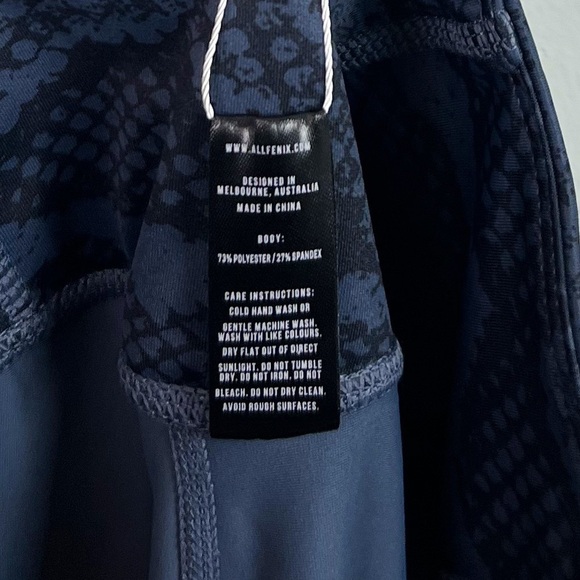 WWW.ALLFENIX.COM
DESIGNED IN
MELBOURNE, AUSTRALIA
MADE IN CHINA
BODY:
73% POLYESTER/27% SPANDEX
CARE INSTRUCTIONS:
COLD HAND WASH OR
GENTLE MACHINE WASH.
WASH WITH LIKE COLOURS.
DRY FLAT OUT OF DIRECT
SUNLIGHT. DO NOT TUMBLE
DRY. DO NOT IRON. DO NOT
BLEACH. DO NOT DRY CLEAN.
AVOID ROUGH SURFACES.